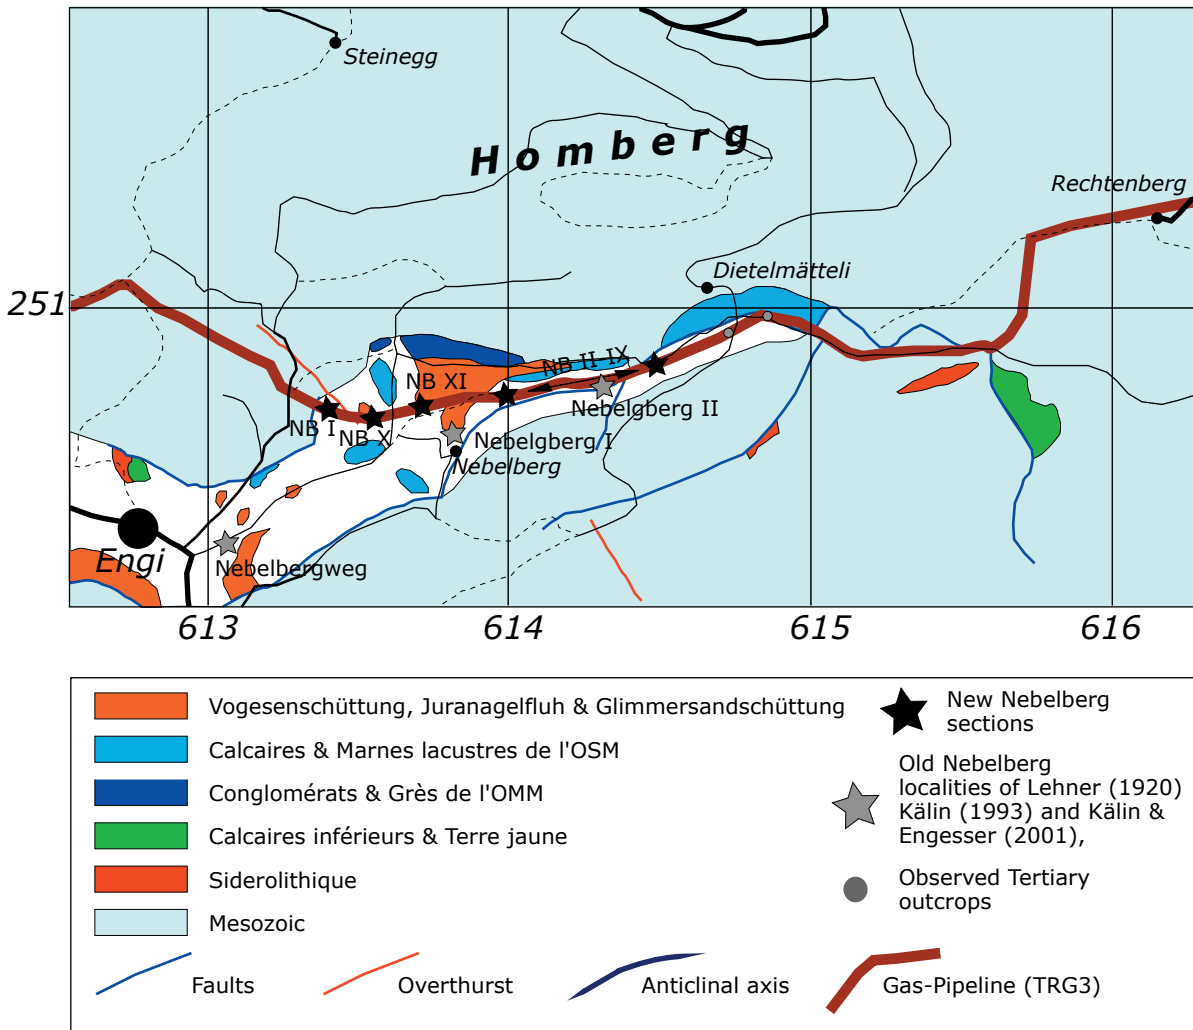 Steinegg
Homberg
Rechtenberg
Dietelmätteli
251
NB II-IX
NB XI
NB I
NB X
Nebelgberg II
Nebelgberg I
Nebelberg
Engi
Nebelbergweg
613
614
615
616
Vogesenschüttung, Juranagelfluh & Glimmersandschüttung
Calcaires & Marnes lacustres de l'OSM
Conglomérats & Grès de l'OMM
Calcaires inférieurs & Terre jaune
Siderolithique
Mesozoic
New Nebelberg
sections
Old Nebelberg
localities of Lehner (1920)
Kälin (1993) and Kälin &
Engesser (2001),
Observed Tertiary
outcrops
Faults
Overthurst
Anticlinal axis
Gas-Pipeline (TRG3)